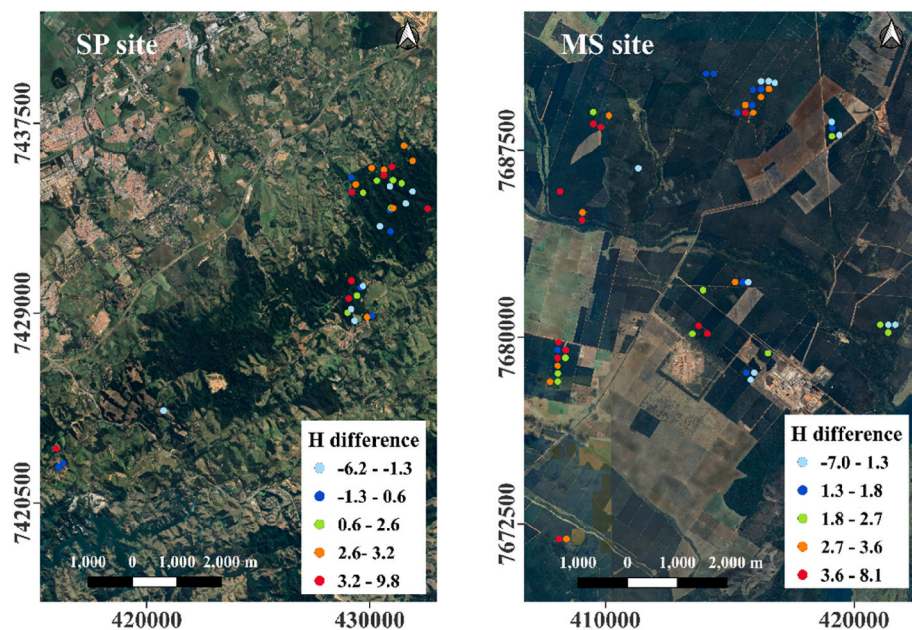 SP site
7437500
7429000
7420500
H difference
-6.2 - -1.3
-1.3 - 0.6
0.6 - 2.6
2.6 - 3.2
3.2 - 9.8
1,000 0 1,000 2,000 m
420000 430000
MS site
7687500
7680000
7672500
H difference
-7.0 - 1.3
1.3 - 1.8
1.8 - 2.7
2.7 - 3.6
3.6 - 8.1
1,000 0 1,000 2,000 m
410000 420000